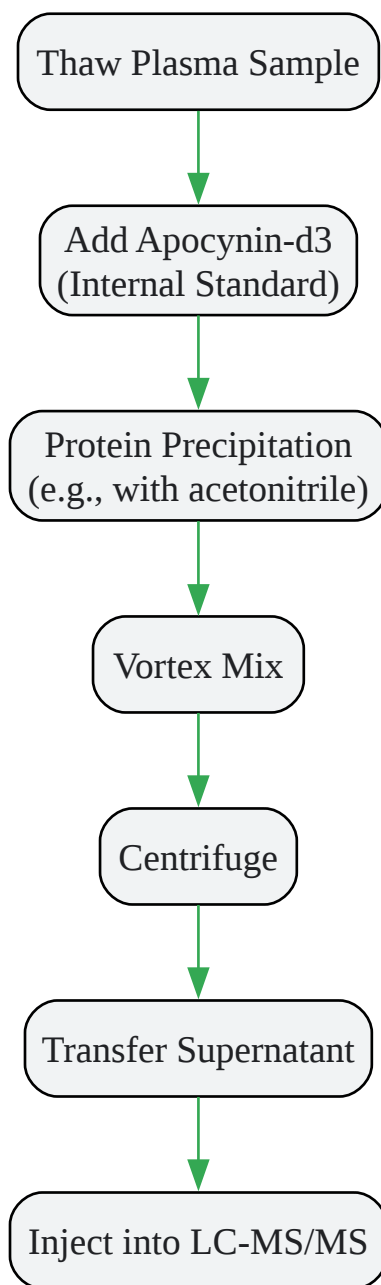 Thaw Plasma Sample
Add Apocynin-d3
(Internal Standard)
Protein Precipitation
(e.g., with acetonitrile)
Vortex Mix
Centrifuge
Transfer Supernatant
Inject into LC-MS/MS